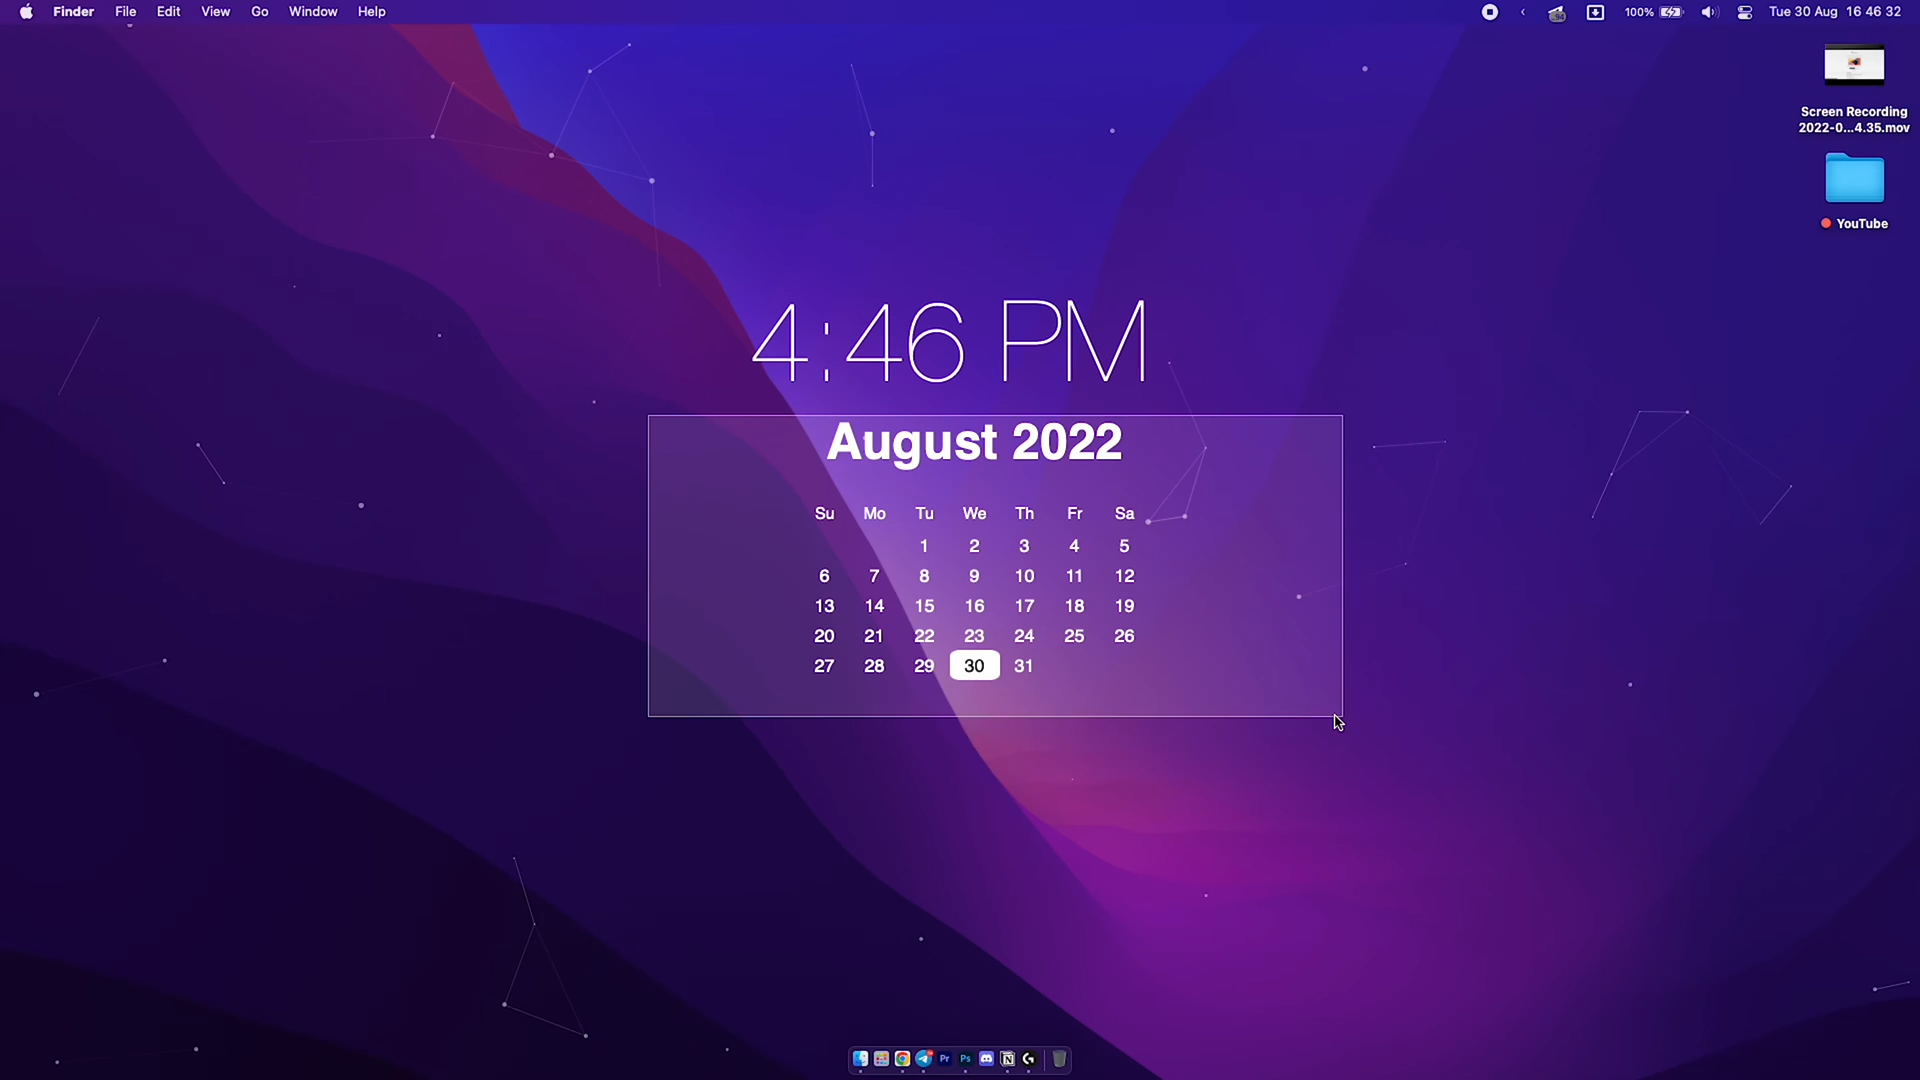 Finder File Edit View Go Window Help
100% Tue 30 Aug 16 46 32
Screen Recording
2022-0...4.35.mov
YouTube
4:46 PM
August 2022
Su Mo Tu We Th Fr Sa
1 2 3 4 5
6 7 8 9 10 11 12
13 14 15 16 17 18 19
20 21 22 23 24 25 26
27 28 29 30 31
Pr Ps